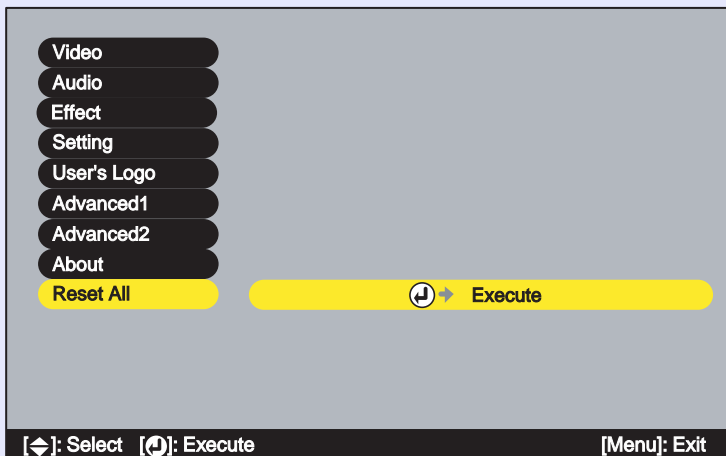 Video
Audio
Effect
Setting
User's Logo
Advanced1
Advanced2
About
Reset All Execute
[]: Select []: Execute [Menu]: Exit